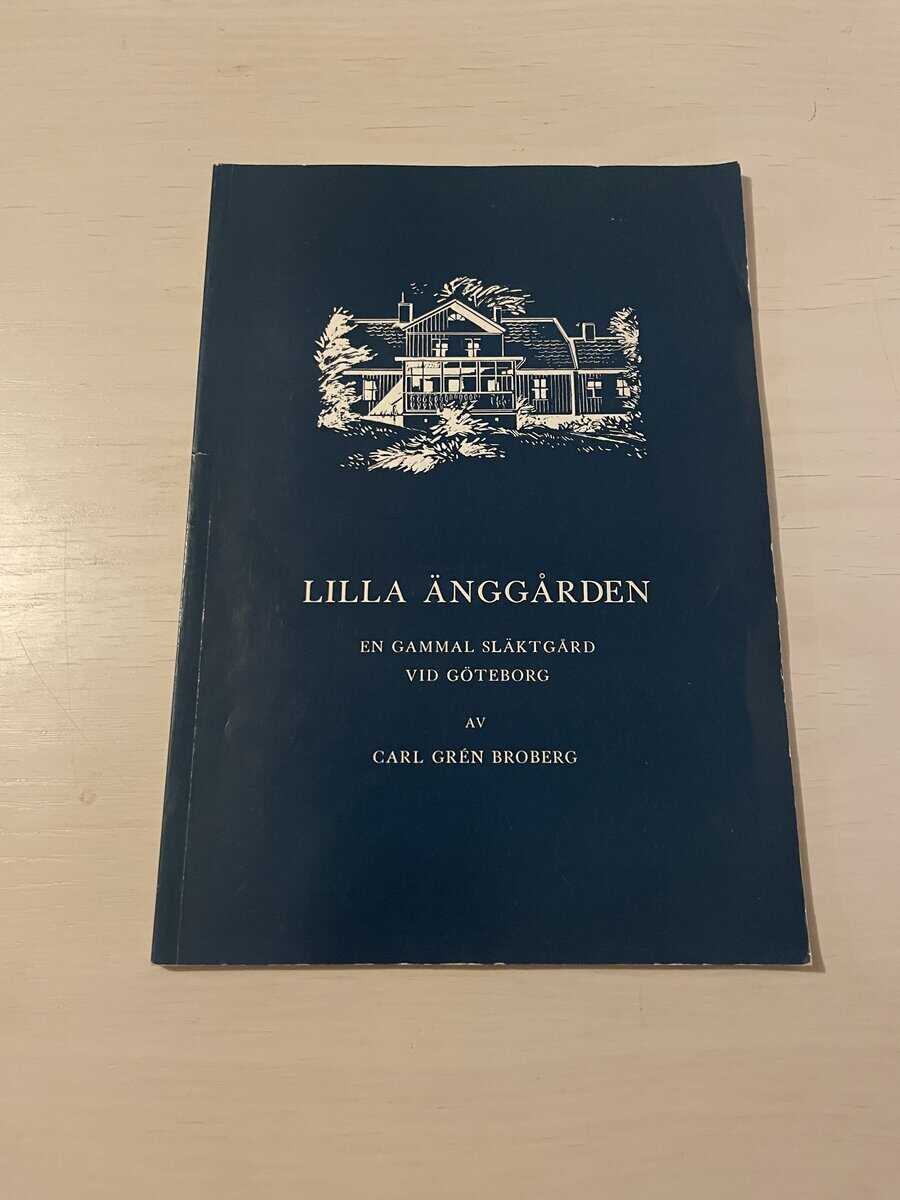 LILLA ÄNGGÅRDEN
EN GAMMAL SLÄKTGÅRD
VID GÖTEBORG
AV
CARL GRÉN BROBERG